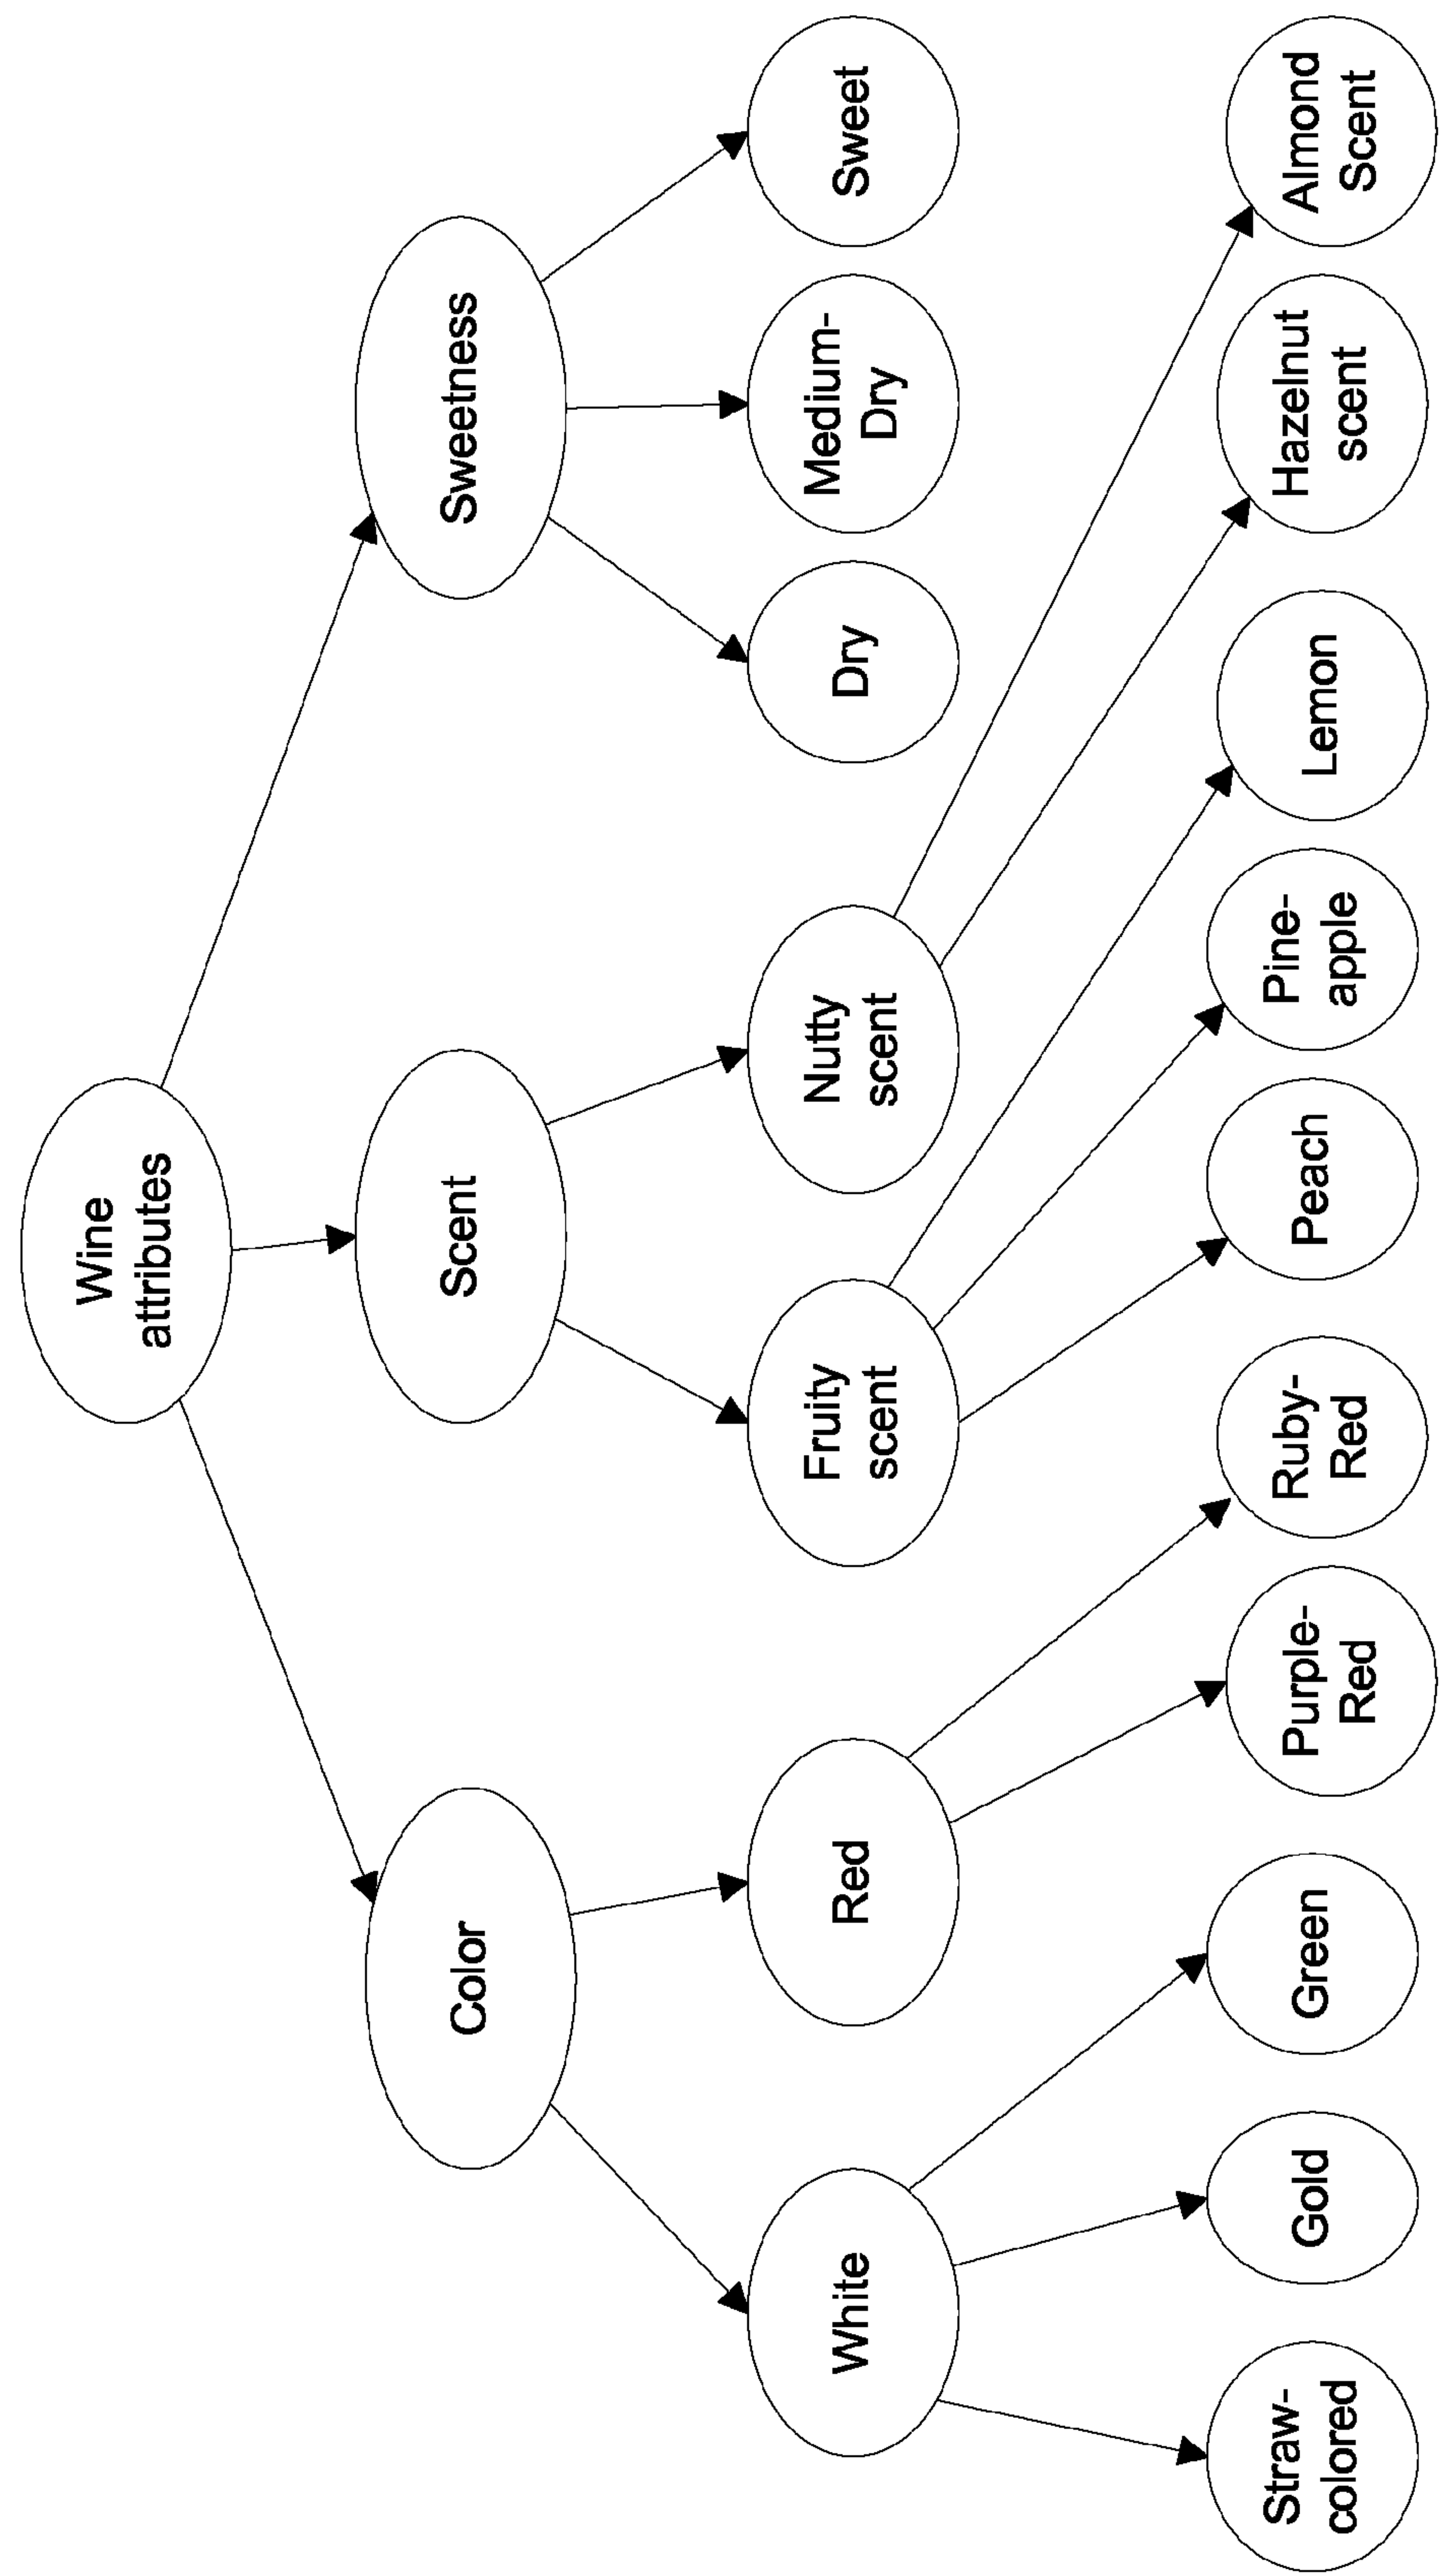 Wine
attributes
Color
Scent
Sweetness
White
Red
Fruity
scent
Nutty
scent
Dry
Medium-
Dry
Sweet
Straw-
colored
Gold
Green
Purple-
Red
Ruby-
Red
Peach
Pine-
apple
Lemon
Hazelnut
scent
Almond
Scent